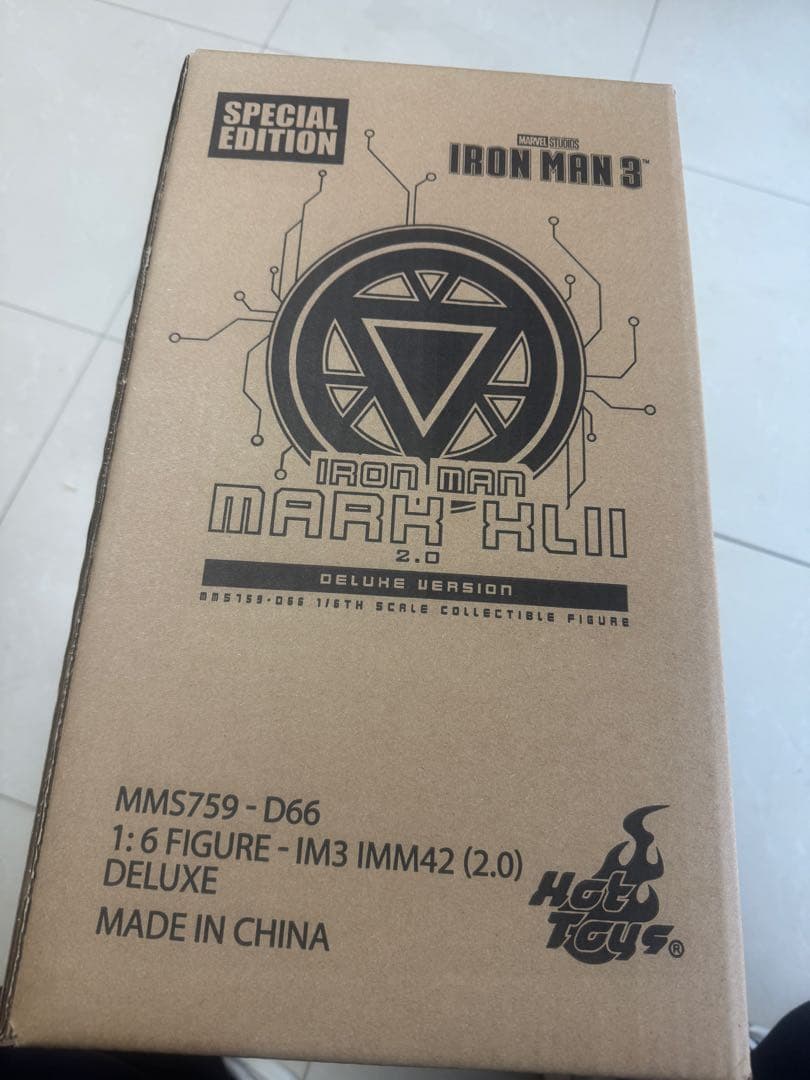 SPECIAL
EDITION
MARVEL STUDIOS
IRON MAN 3™
IRON MAN
MARK XLII
2.0
DELUXE VERSION
MMS759-D66 1/6TH SCALE COLLECTIBLE FIGURE
MMS759 - D66
1: 6 FIGURE - IM3 IMM42 (2.0)
DELUXE
MADE IN CHINA
Hot
Toys®